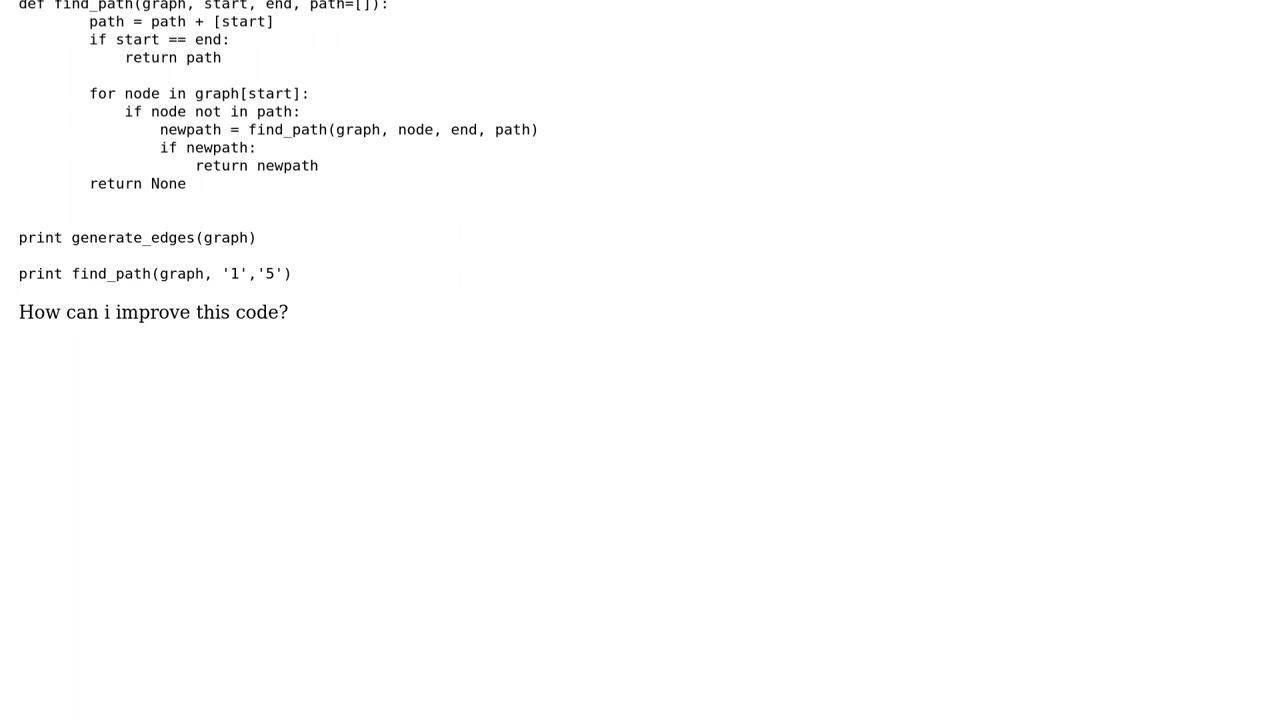 def find_path(graph, start, end, path=[]):
        path = path + [start]
        if start == end:
            return path
        for node in graph[start]:
            if node not in path:
                newpath = find_path(graph, node, end, path)
                if newpath:
                    return newpath
        return None
print generate_edges(graph)
print find_path(graph, '1','5')
How can i improve this code?